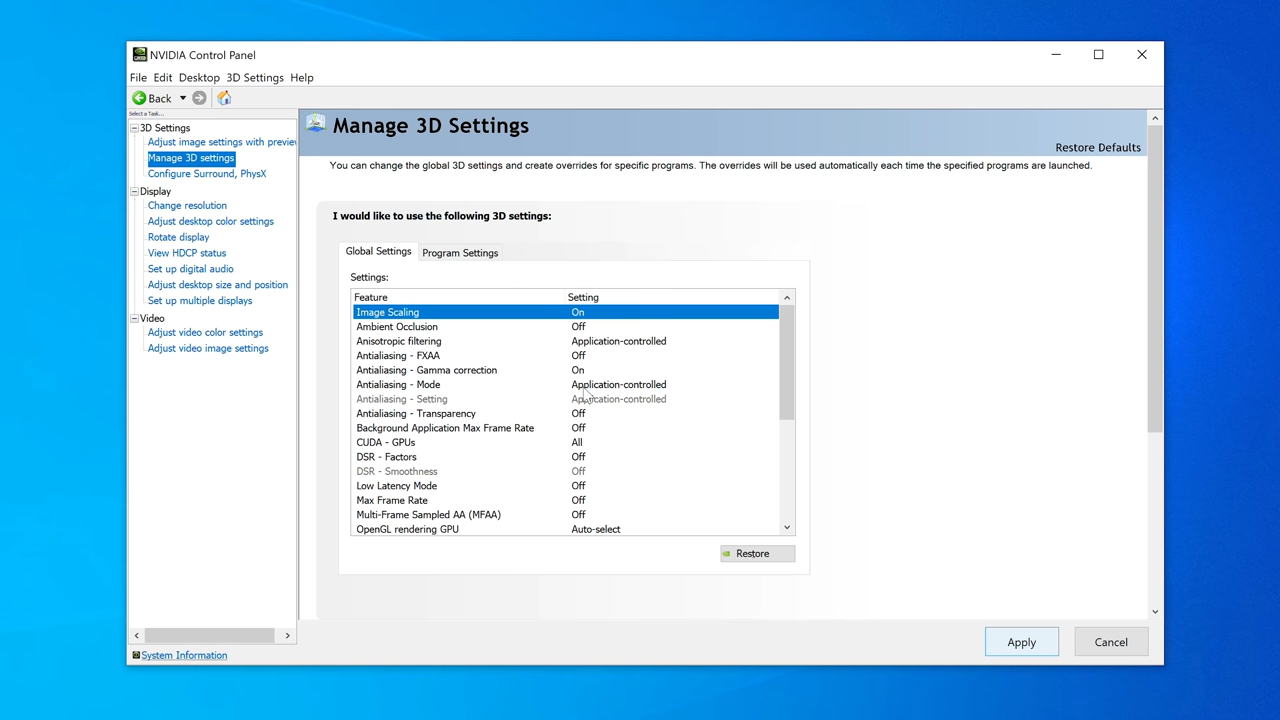 NVIDIA Control Panel
File Edit Desktop 3D Settings Help
Back
Select a Task...
3D Settings
Adjust image settings with preview
Manage 3D settings
Configure Surround, PhysX
Display
Change resolution
Adjust desktop color settings
Rotate display
View HDCP status
Set up digital audio
Adjust desktop size and position
Set up multiple displays
Video
Adjust video color settings
Adjust video image settings
System Information
Manage 3D Settings
Restore Defaults
You can change the global 3D settings and create overrides for specific programs. The overrides will be used automatically each time the specified programs are launched.
I would like to use the following 3D settings:
Global Settings Program Settings
Settings:
Feature Setting
Image Scaling On
Ambient Occlusion Off
Anisotropic filtering Application-controlled
Antialiasing - FXAA Off
Antialiasing - Gamma correction On
Antialiasing - Mode Application-controlled
Antialiasing - Setting Application-controlled
Antialiasing - Transparency Off
Background Application Max Frame Rate Off
CUDA - GPUs All
DSR - Factors Off
DSR - Smoothness Off
Low Latency Mode Off
Max Frame Rate Off
Multi-Frame Sampled AA (MFAA) Off
OpenGL rendering GPU Auto-select
Restore
Apply Cancel